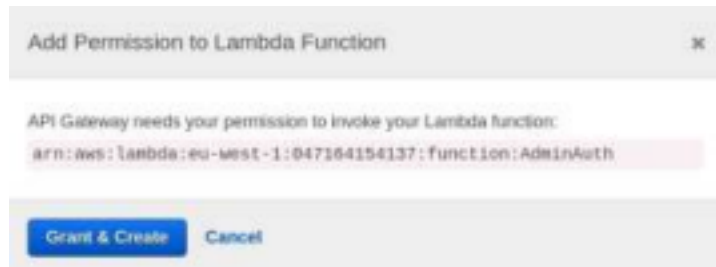 Add Permission to Lambda Function ×
API Gateway needs your permission to invoke your Lambda function:
arn:aws:lambda:eu-west-1:047164154137:function:AdminAuth
Grant & Create Cancel